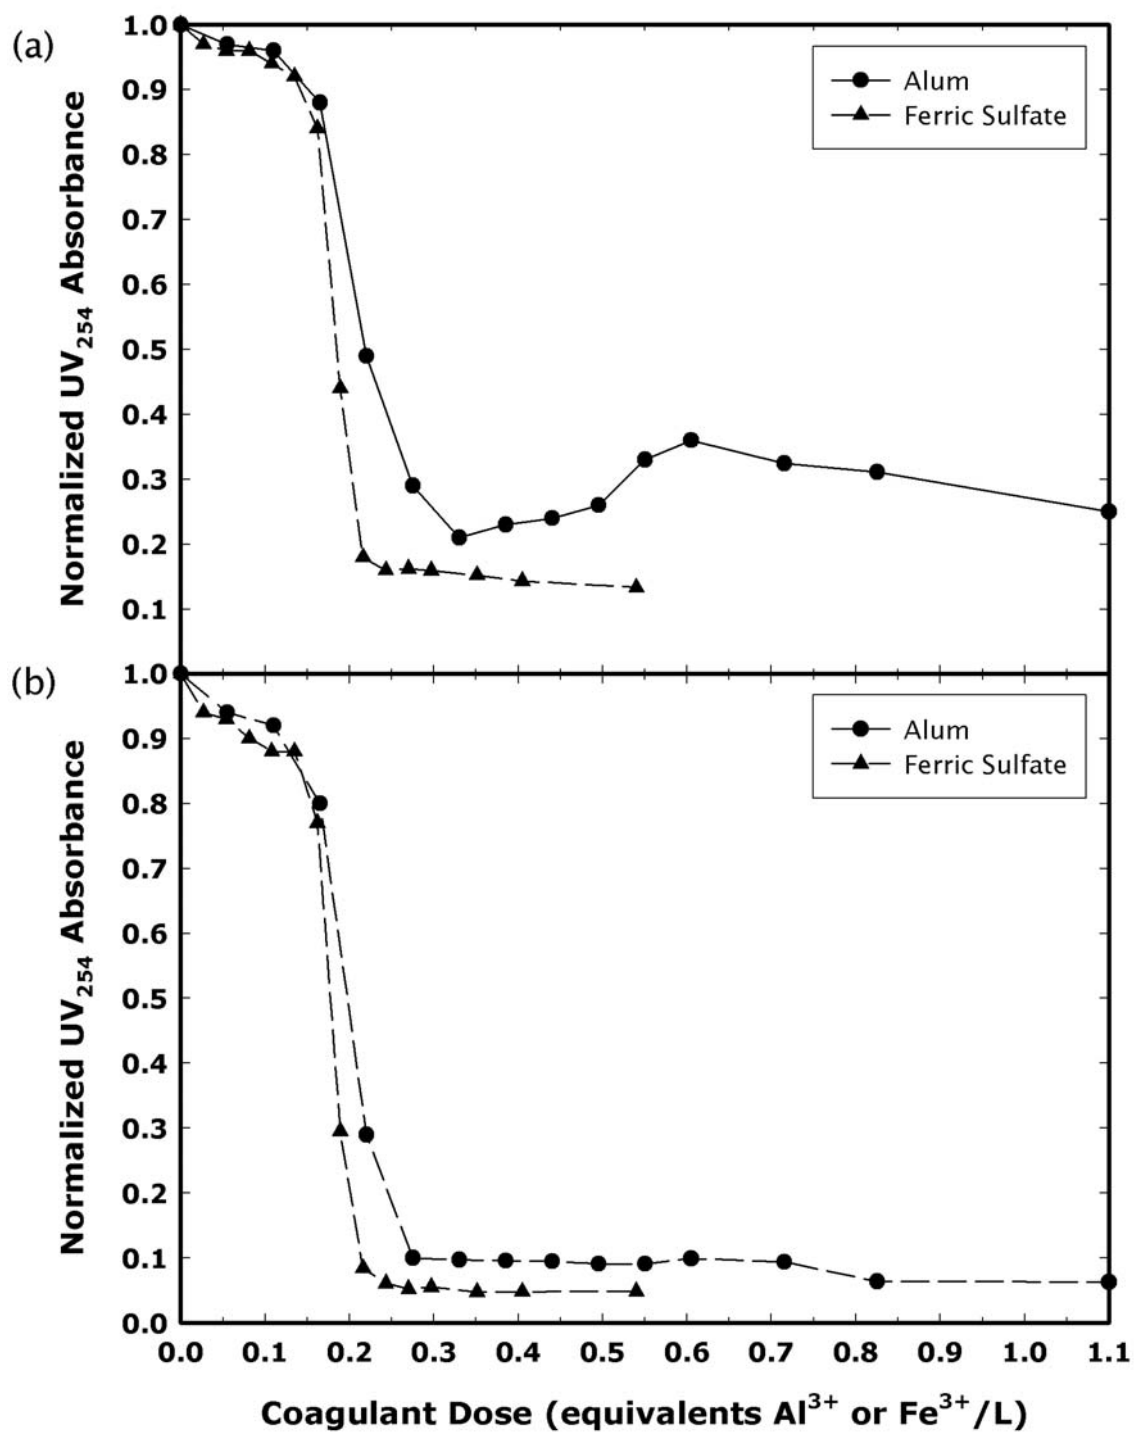 (a)
1.0
0.9
0.8
0.7
0.6
0.5
0.4
0.3
0.2
0.1
Normalized UV254 Absorbance
Alum
Ferric Sulfate
(b)
1.0
0.9
0.8
0.7
0.6
0.5
0.4
0.3
0.2
0.1
0.0
Normalized UV254 Absorbance
Alum
Ferric Sulfate
0.0 0.1 0.2 0.3 0.4 0.5 0.6 0.7 0.8 0.9 1.0 1.1
Coagulant Dose (equivalents Al3+ or Fe3+/L)